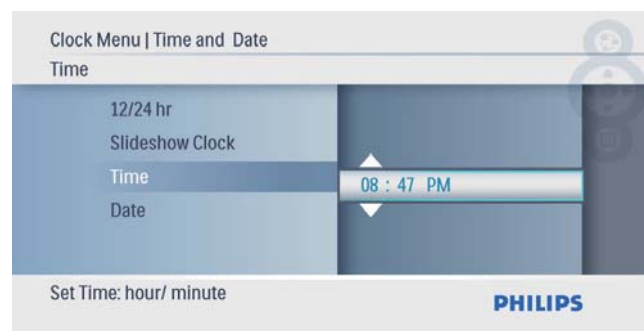 Clock Menu | Time and Date
Time
12/24 hr
Slideshow Clock
Time
08 : 47 PM
Date
Set Time: hour/ minute
PHILIPS